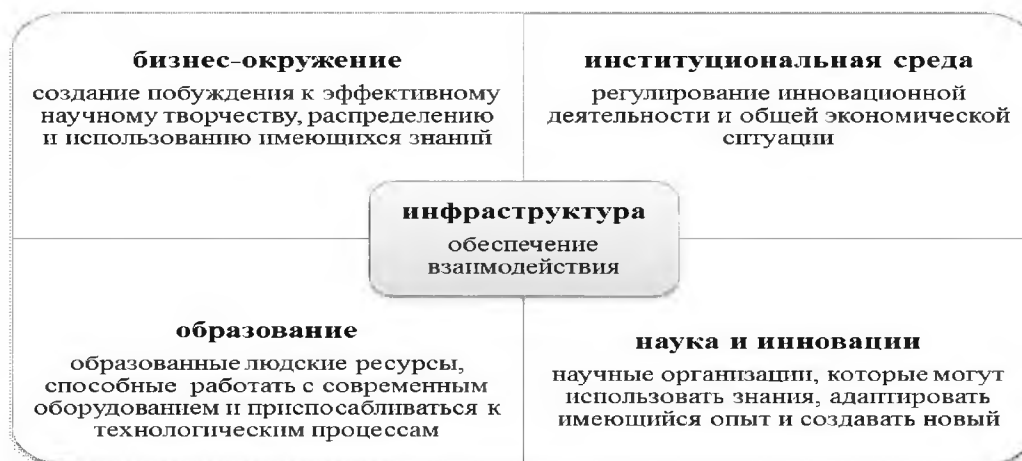 бизнес-окружение
создание побуждения к эффективному
научному творчеству, распределению
и использованию имеющихся знаний
институциональная среда
регулирование инновационной
деятельности и общей экономической
ситуации
инфраструктура
обеспечение
взаимодействия
образование
образованные людские ресурсы,
способные работать с современным
оборудованием и приспосабливаться к
технологическим процессам
наука и инновации
научные организации, которые могут
использовать знания, адаптировать
имеющийся опыт и создавать новый